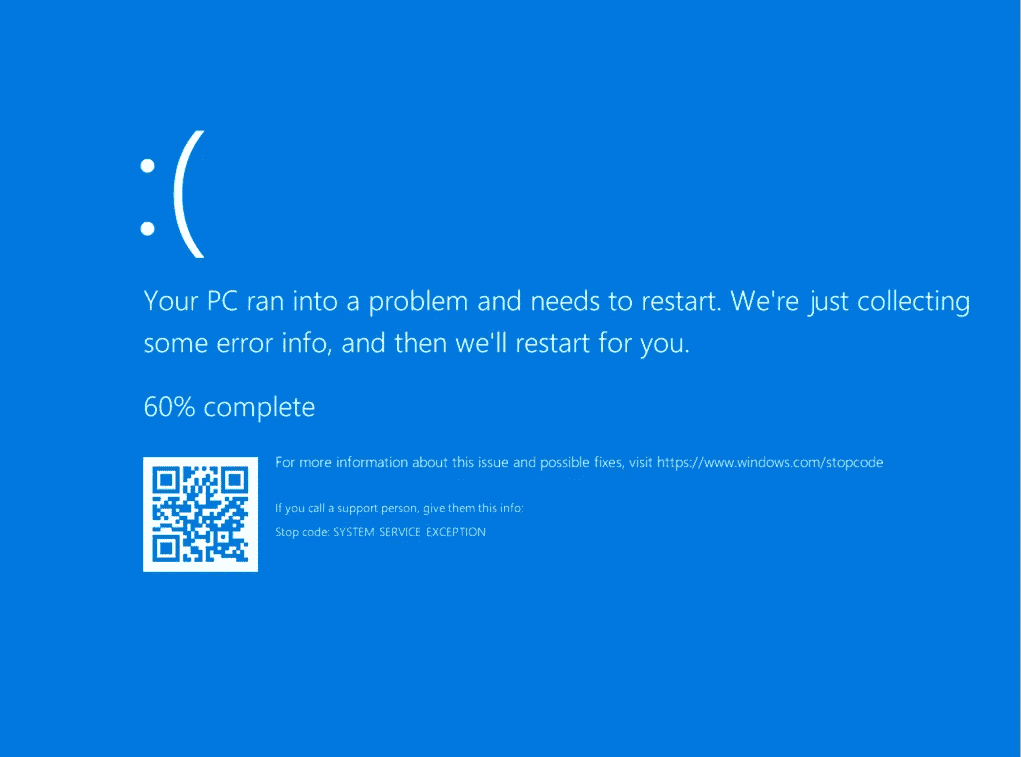 :(
Your PC ran into a problem and needs to restart. We're just collecting
some error info, and then we'll restart for you.
60% complete
For more information about this issue and possible fixes, visit https://www.windows.com/stopcode
If you call a support person, give them this info:
Stop code: SYSTEM SERVICE EXCEPTION